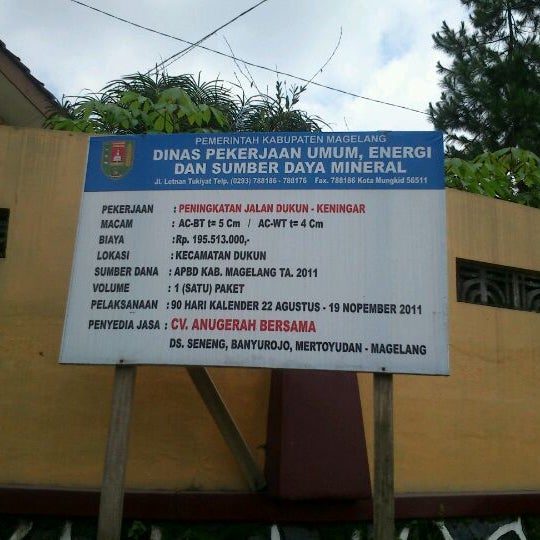 PEMERINTAH KABUPATEN MAGELANG
DINAS PEKERJAAN UMUM, ENERGI
DAN SUMBER DAYA MINERAL
Jl. Letnan Tukiyat Telp. (0293) 788186 - 788176 Fax. 788186 Kota Mungkid 56511
PEKERJAAN : PENINGKATAN JALAN DUKUN - KENINGAR
MACAM : AC-BT t= 5 Cm / AC-WT t= 4 Cm
BIAYA :Rp. 195.513.000,-
LOKASI : KECAMATAN DUKUN
SUMBER DANA : APBD KAB. MAGELANG TA. 2011
VOLUME : 1 (SATU) PAKET
PELAKSANAAN : 90 HARI KALENDER 22 AGUSTUS - 19 NOPEMBER 2011
PENYEDIA JASA : CV. ANUGERAH BERSAMA
DS. SENENG, BANYUROJO, MERTOYUDAN - MAGELANG